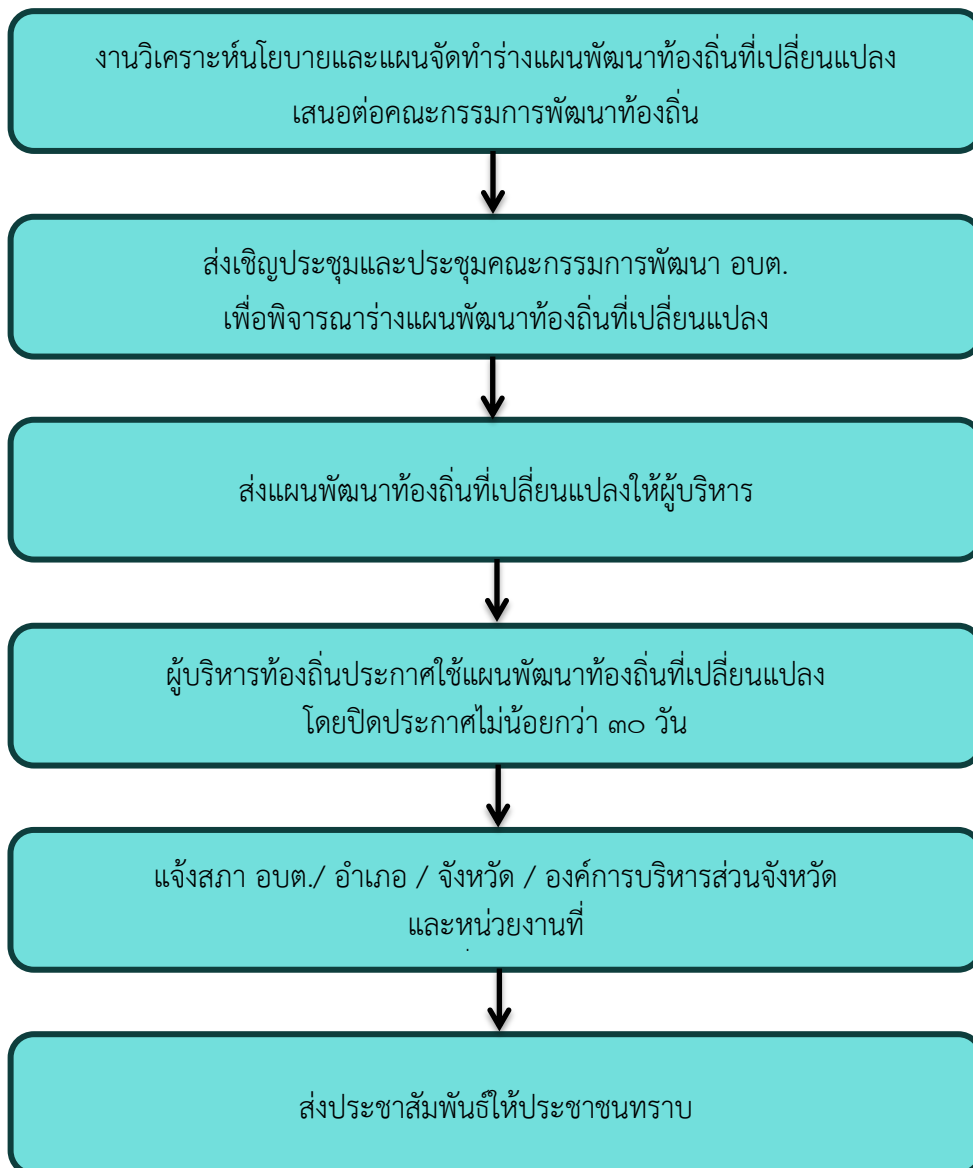 งานวิเคราะห์นโยบายและแผนจัดทำร่างแผนพัฒนาท้องถิ่นที่เปลี่ยนแปลง
เสนอต่อคณะกรรมการพัฒนาท้องถิ่น
ส่งเชิญประชุมและประชุมคณะกรรมการพัฒนา อบต.
เพื่อพิจารณาร่างแผนพัฒนาท้องถิ่นที่เปลี่ยนแปลง
ส่งแผนพัฒนาท้องถิ่นที่เปลี่ยนแปลงให้ผู้บริหาร
ผู้บริหารท้องถิ่นประกาศใช้แผนพัฒนาท้องถิ่นที่เปลี่ยนแปลง
โดยปิดประกาศไม่น้อยกว่า ๓๐ วัน
แจ้งสภา อบต./ อำเภอ / จังหวัด / องค์การบริหารส่วนจังหวัด
และหน่วยงานที่
ส่งประชาสัมพันธ์ให้ประชาชนทราบ